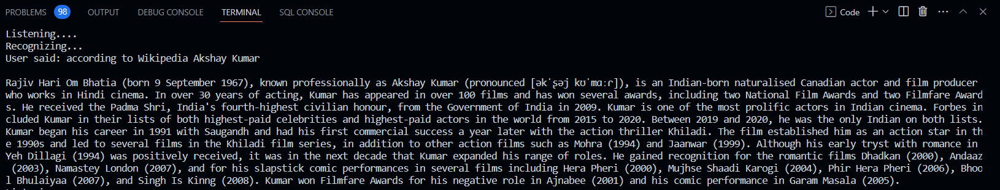 PROBLEMS 98 OUTPUT DEBUG CONSOLE TERMINAL SQL CONSOLE Code
Listening....
Recognizing...
User said: according to Wikipedia Akshay Kumar
Rajiv Hari Om Bhatia (born 9 September 1967), known professionally as Akshay Kumar (pronounced [əkˈʂəj kʊˈmɑːɾ]), is an Indian-born naturalised Canadian actor and film producer
who works in Hindi cinema. In over 30 years of acting, Kumar has appeared in over 100 films and has won several awards, including two National Film Awards and two Filmfare Award
s. He received the Padma Shri, India's fourth-highest civilian honour, from the Government of India in 2009. Kumar is one of the most prolific actors in Indian cinema. Forbes in
cluded Kumar in their lists of both highest-paid celebrities and highest-paid actors in the world from 2015 to 2020. Between 2019 and 2020, he was the only Indian on both lists.
Kumar began his career in 1991 with Saugandh and had his first commercial success a year later with the action thriller Khiladi. The film established him as an action star in th
e 1990s and led to several films in the Khiladi film series, in addition to other action films such as Mohra (1994) and Jaanwar (1999). Although his early tryst with romance in
Yeh Dillagi (1994) was positively received, it was in the next decade that Kumar expanded his range of roles. He gained recognition for the romantic films Dhadkan (2000), Andaaz
(2003), Namastey London (2007), and for his slapstick comic performances in several films including Hera Pheri (2000), Mujhse Shaadi Karogi (2004), Phir Hera Pheri (2006), Bhoo
l Bhulaiyaa (2007), and Singh Is Kinng (2008). Kumar won Filmfare Awards for his negative role in Ajnabee (2001) and his comic performance in Garam Masala (2005).